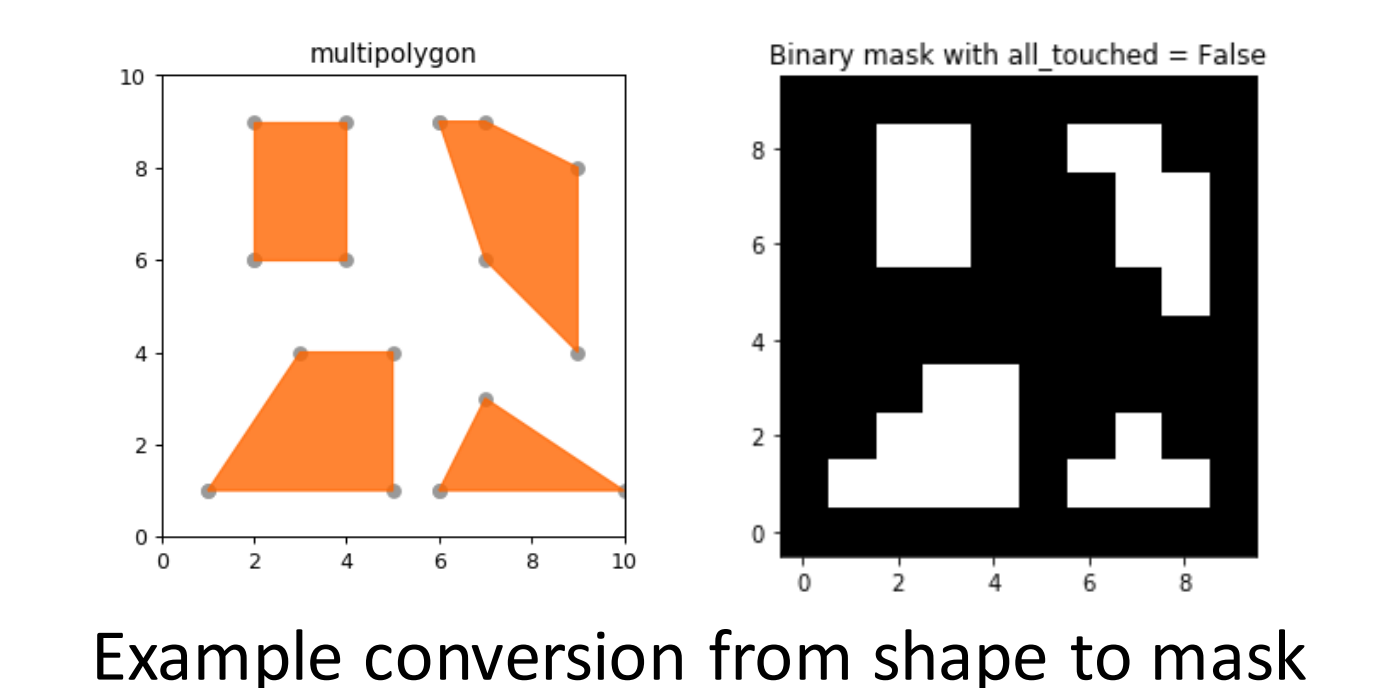 multipolygon
10
8
6
4
2
0
0 2 4 6 8 10
Binary mask with all_touched = False
8
6
4
2
0
0 2 4 6 8
Example conversion from shape to mask